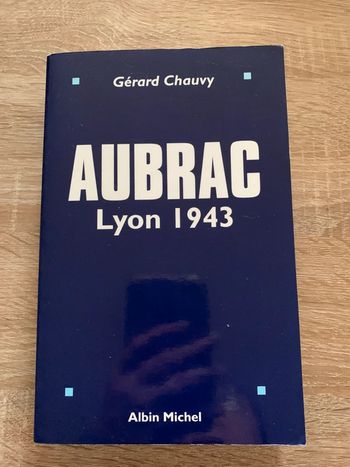 Gérard Chauvy
AUBRAC
Lyon 1943
Albin Michel